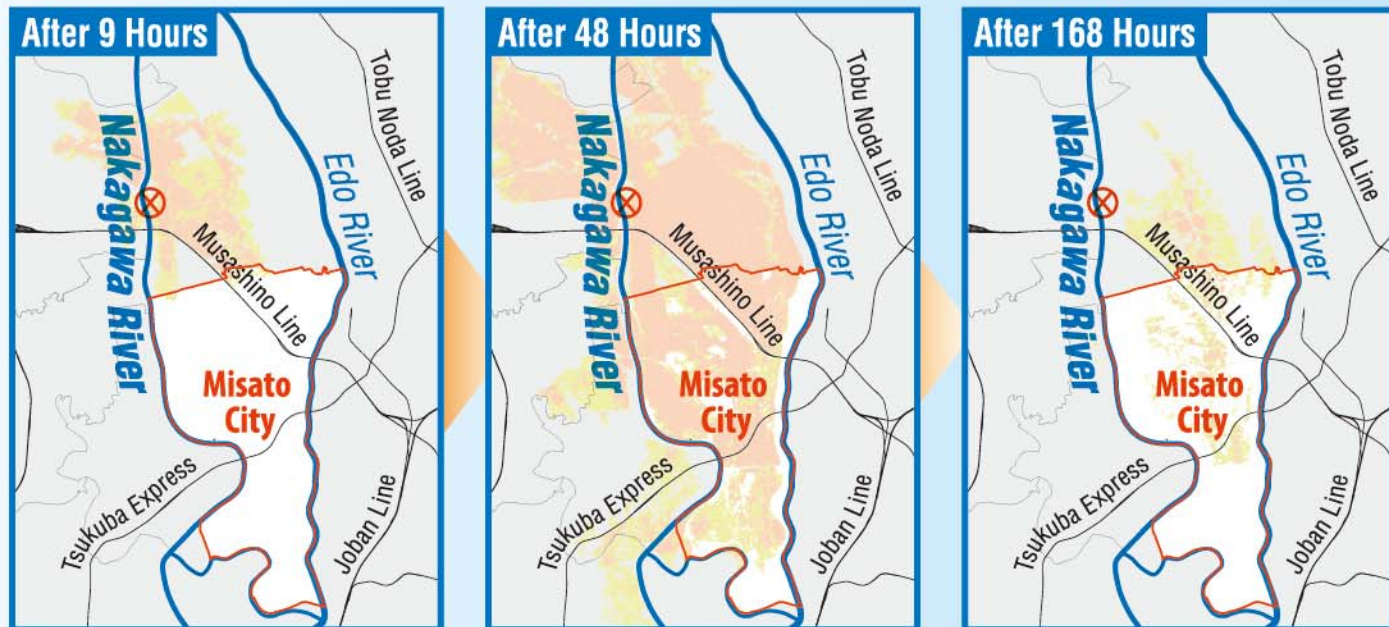 After 9 Hours
Nakagawa River
Edo River
Tobu Noda Line
Musashino Line
Misato
City
Tsukuba Express
Joban Line
After 48 Hours
Nakagawa River
Edo River
Tobu Noda Line
Musashino Line
Misato
City
Tsukuba Express
Joban Line
After 168 Hours
Nakagawa River
Edo River
Tobu Noda Line
Musashino Line
Misato
City
Tsukuba Express
Joban Line